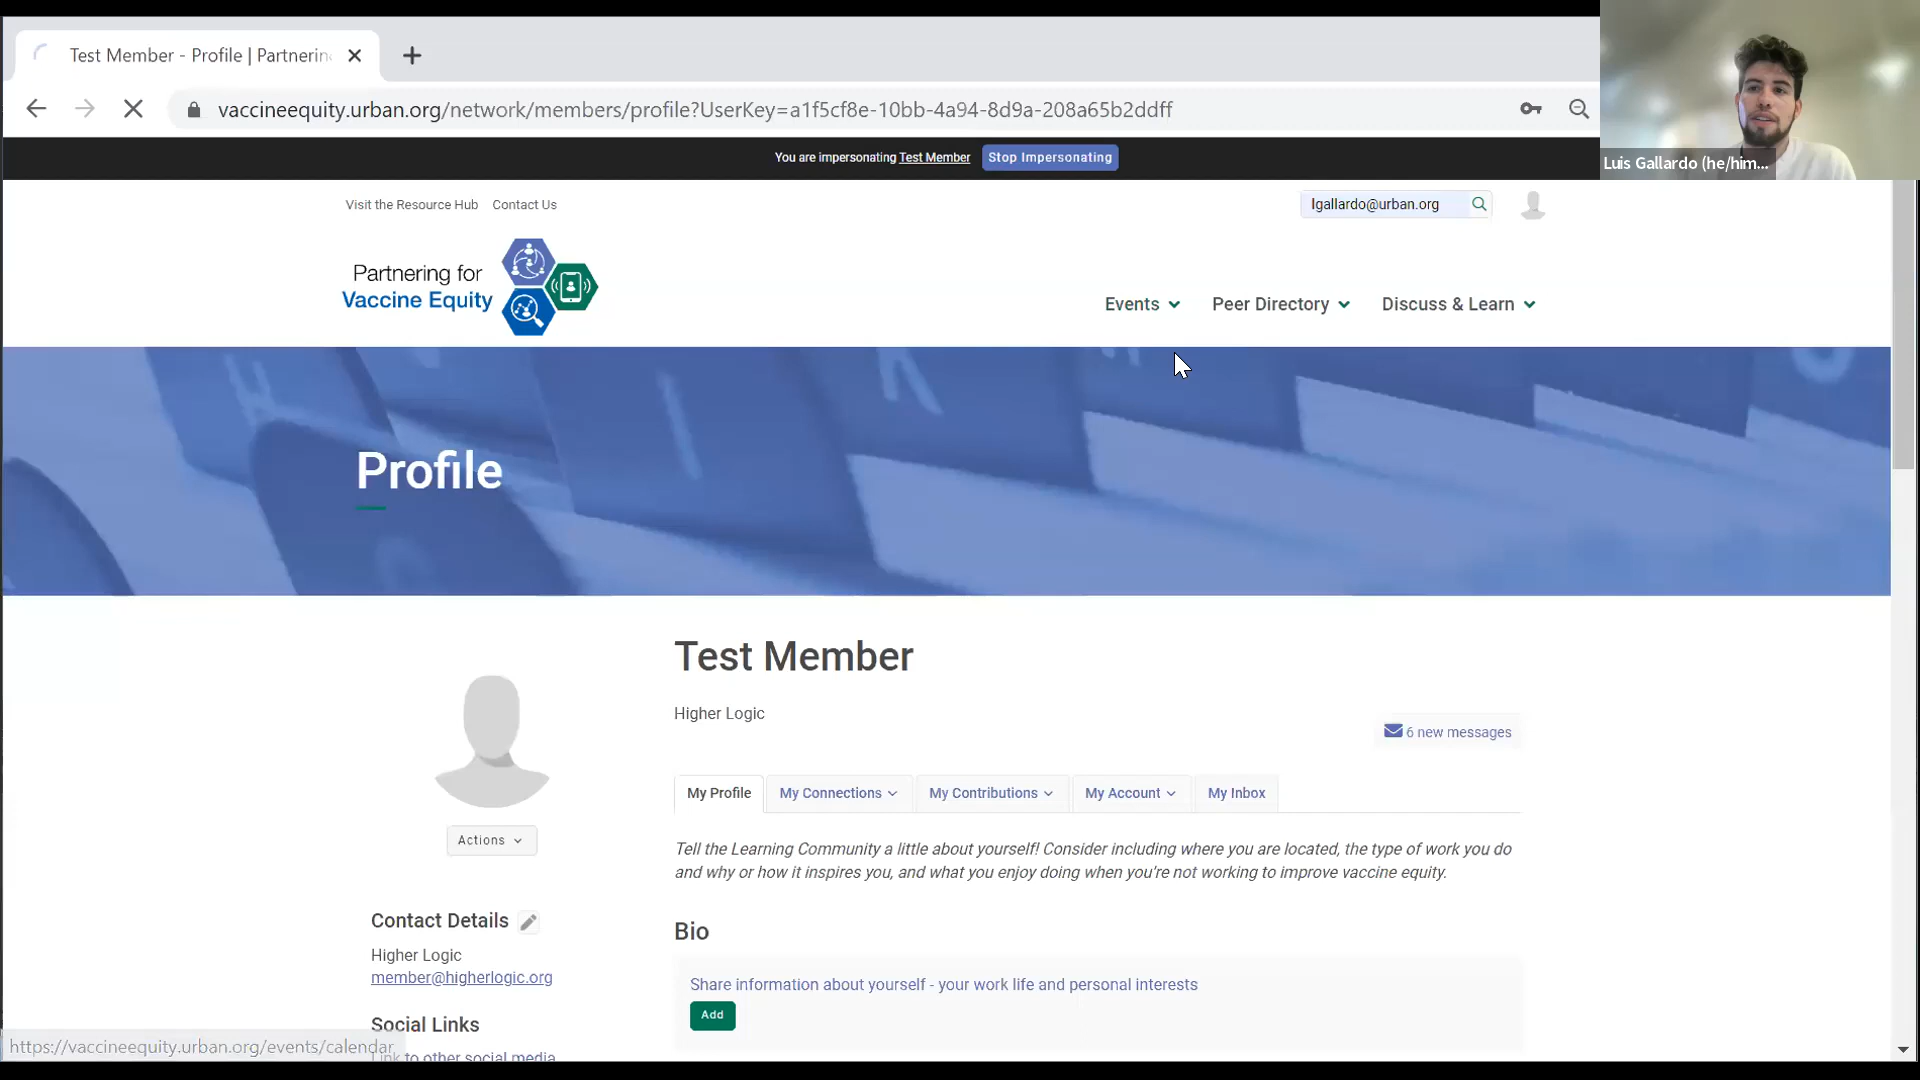 Test Member - Profile | Partnerin
vaccineequity.urban.org/network/members/profile?UserKey=a1f5cf8e-10bb-4a94-8d9a-208a65b2ddff
Luis Gallardo (he/him...
You are impersonating Test Member Stop Impersonating
Visit the Resource Hub Contact Us
lgallardo@urban.org
Partnering for
Vaccine Equity
Events Peer Directory Discuss & Learn
Profile
Test Member
Higher Logic
6 new messages
My Profile My Connections My Contributions My Account My Inbox
Actions
Tell the Learning Community a little about yourself! Consider including where you are located, the type of work you do
and why or how it inspires you, and what you enjoy doing when you're not working to improve vaccine equity.
Contact Details
Bio
Higher Logic
member@higherlogic.org
Share information about yourself - your work life and personal interests
Add
Social Links
https://vaccineequity.urban.org/events/calendar
Link to other social media